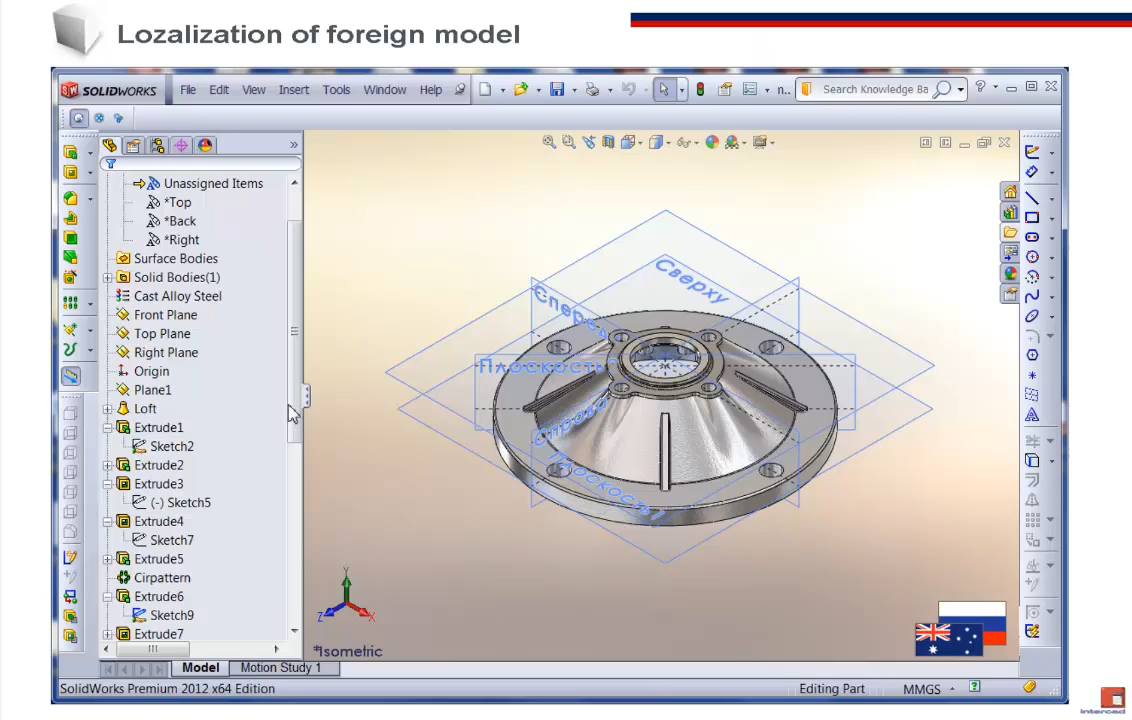 Lozalization of foreign model
SOLIDWORKS File Edit View Insert Tools Window Help n.. Search Knowledge Ba
Unassigned Items
*Top
*Back
*Right
Surface Bodies
Solid Bodies(1)
Cast Alloy Steel
Front Plane
Top Plane
Right Plane
Origin
Plane1
Loft
Extrude1
Sketch2
Extrude2
Extrude3
(-) Sketch5
Extrude4
Sketch7
Extrude5
Cirpattern
Extrude6
Sketch9
Extrude7
Сверху
Справа
Плоскость1
Y
Z
X
*Isometric
Model Motion Study 1
SolidWorks Premium 2012 x64 Edition Editing Part MMGS
intercad